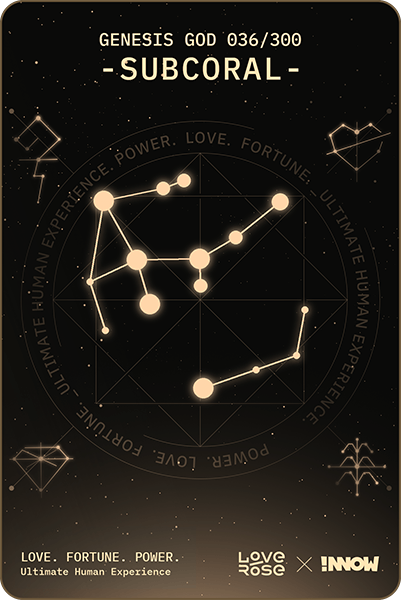 GENESIS GOD 036/300
-SUBCORAL-
POWER. LOVE. FORTUNE. - ULTIMATE HUMAN EXPERIENCE. POWER. LOVE. FORTUNE - ULTIMATE HUMAN EXPERIENCE.
LOVE. FORTUNE. POWER.
Ultimate Human Experience
LOVE ROSE × INNOW